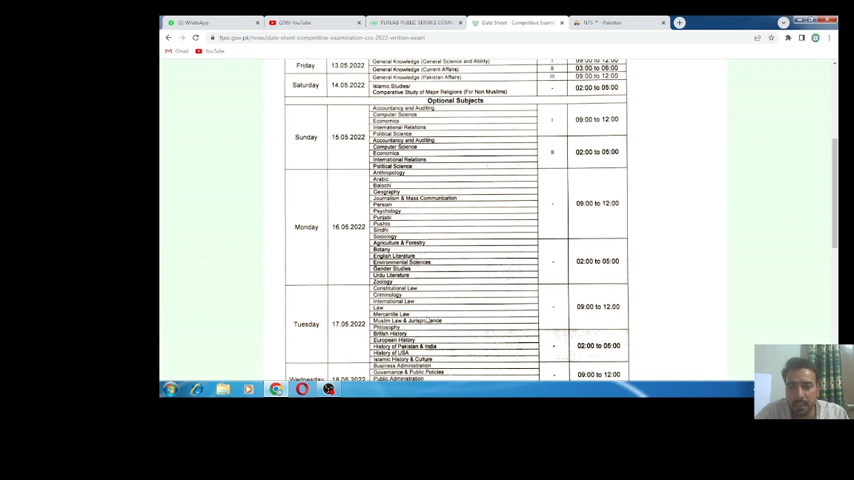 (2) WhatsApp
(296) YouTube
PUNJAB PUBLIC SERVICE COMM
Date Sheet - Competitive Exami
NTS ™ - Pakistan
fpsc.gov.pk/news/date-sheet-competitive-examination-css-2022-written-exam
Gmail YouTube
Friday 13.05.2022
General Knowledge (General Science and Ability) I 09:00 to 12:00
General Knowledge (Current Affairs) II 03:00 to 06:00
Saturday 14.05.2022
General Knowledge (Pakistan Affairs) III 09:00 to 12:00
Islamic Studies/
Comparative Study of Major Religions (For Non Muslims) - 02:00 to 05:00
Optional Subjects
Sunday 15.05.2022
Accountancy and Auditing
Computer Science
Economics I 09:00 to 12:00
International Relations
Political Science
Accountancy and Auditing
Computer Science
Economics II 02:00 to 05:00
International Relations
Political Science
Monday 16.05.2022
Anthropology
Arabic
Balochi
Geography
Journalism & Mass Communication
Persian - 09:00 to 12:00
Psychology
Punjabi
Pushto
Sindhi
Sociology
Agriculture & Forestry
Botany
English Literature
Environmental Sciences - 02:00 to 05:00
Gender Studies
Urdu Literature
Zoology
Tuesday 17.05.2022
Constitutional Law
Criminology
International Law
Law - 09:00 to 12:00
Mercantile Law
Muslim Law & Jurisprudence
Philosophy
British History
European History
History of Pakistan & India - 02:00 to 05:00
History of USA
Islamic History & Culture
Wednesday 18.05.2022
Business Administration
Governance & Public Policies - 09:00 to 12:00
Public Administration